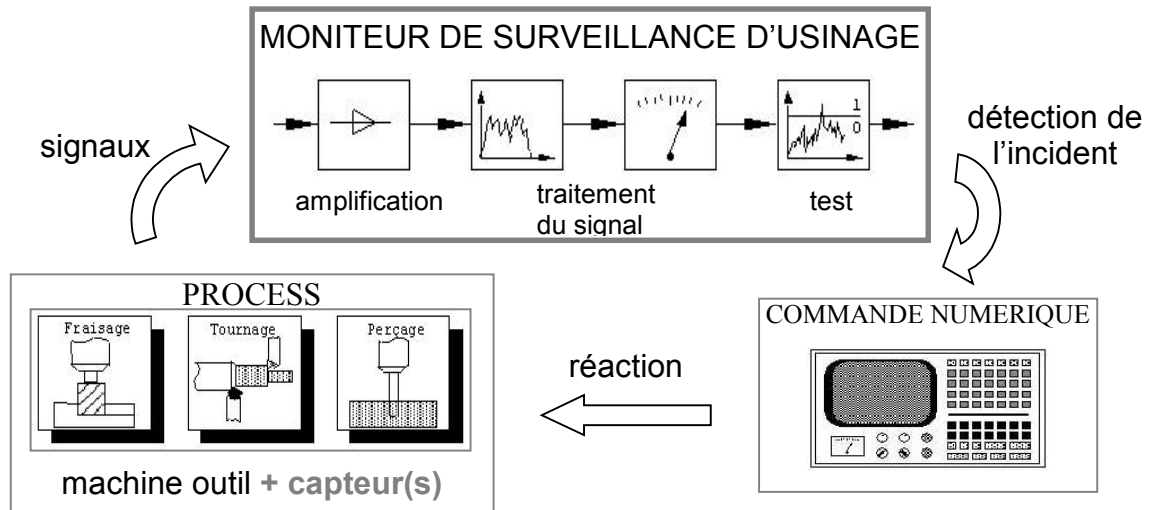 MONITEUR DE SURVEILLANCE D'USINAGE
1
0
amplification
traitement
du signal
test
signaux
détection de
l'incident
PROCESS
Fraisage
Tournage
Perçage
machine outil + capteur(s)
réaction
COMMANDE NUMERIQUE